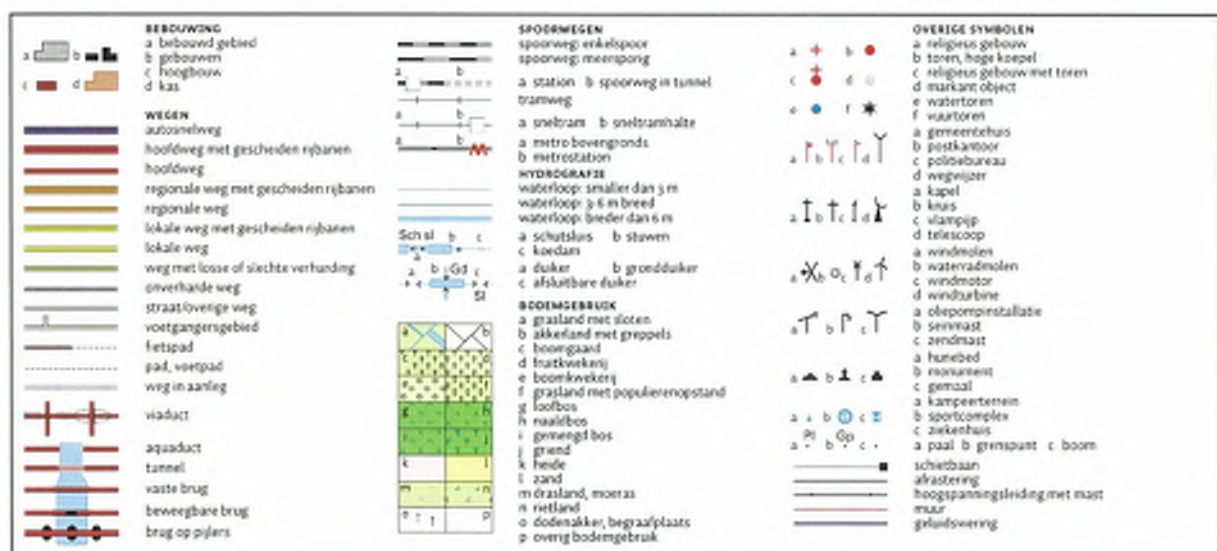 BEBOUWING
a bebouwd gebied
b gebouwen
c hoogbouw
d kas
a b
c d
WEGEN
autosnelweg
hoofdweg met gescheiden rijbanen
hoofdweg
regionale weg met gescheiden rijbanen
regionale weg
lokale weg met gescheiden rijbanen
lokale weg
weg met losse of slechte verharding
onverharde weg
straat/overige weg
voetgangersgebied
fietspad
pad, voetpad
weg in aanleg
viaduct
aquaduct
tunnel
vaste brug
beweegbare brug
brug op pijlers
SPOORWEGEN
spoorweg: enkelspoor
spoorweg: meersporig
a b
a station b spoorweg in tunnel
tramweg
a b
a sneltram b sneltramhalte
a b
a metro bovengronds
b metrostation
HYDROGRAFIE
waterloop: smaller dan 3 m
waterloop: 3-6 m breed
waterloop: breder dan 6 m
Sch sl b c
a
a schutsluis b stuwen
c koedam
a b Gd c
Sl
a duiker b grondduiker
c afsluitbare duiker
BODEMGEBRUIK
a grasland met sloten
b akkerland met greppels
c boomgaard
d fruitkwekerij
e boomkwekerij
f grasland met populierenopstand
g loofbos
h naaldbos
i gemengd bos
j griend
k heide
l zand
m drasland, moeras
n rietland
o dodenakker, begraafplaats
p overig bodemgebruik
a b
c d
e f
g h
i j
k l
m n
o p
OVERIGE SYMBOLEN
a religieus gebouw
b toren, hoge koepel
c religieus gebouw met toren
d markant object
e watertoren
f vuurtoren
a b
c d
e f
a gemeentehuis
b postkantoor
c politiebureau
d wegwijzer
a b c d
a kapel
b kruis
c vlampijp
d telescoop
a b c d
a windmolen
b waterradmolen
c windmotor
d windturbine
a b c d
a oliepompinstallatie
b seinmast
c zendmast
a b c
a hunebed
b monument
c gemaal
a b c
a kampeerterrein
b sportcomplex
c ziekenhuis
a b c
Pl Gp
a b c
a paal b grenspunt c boom
schietbaan
afrastering
hoogspanningsleiding met mast
muur
geluidswering